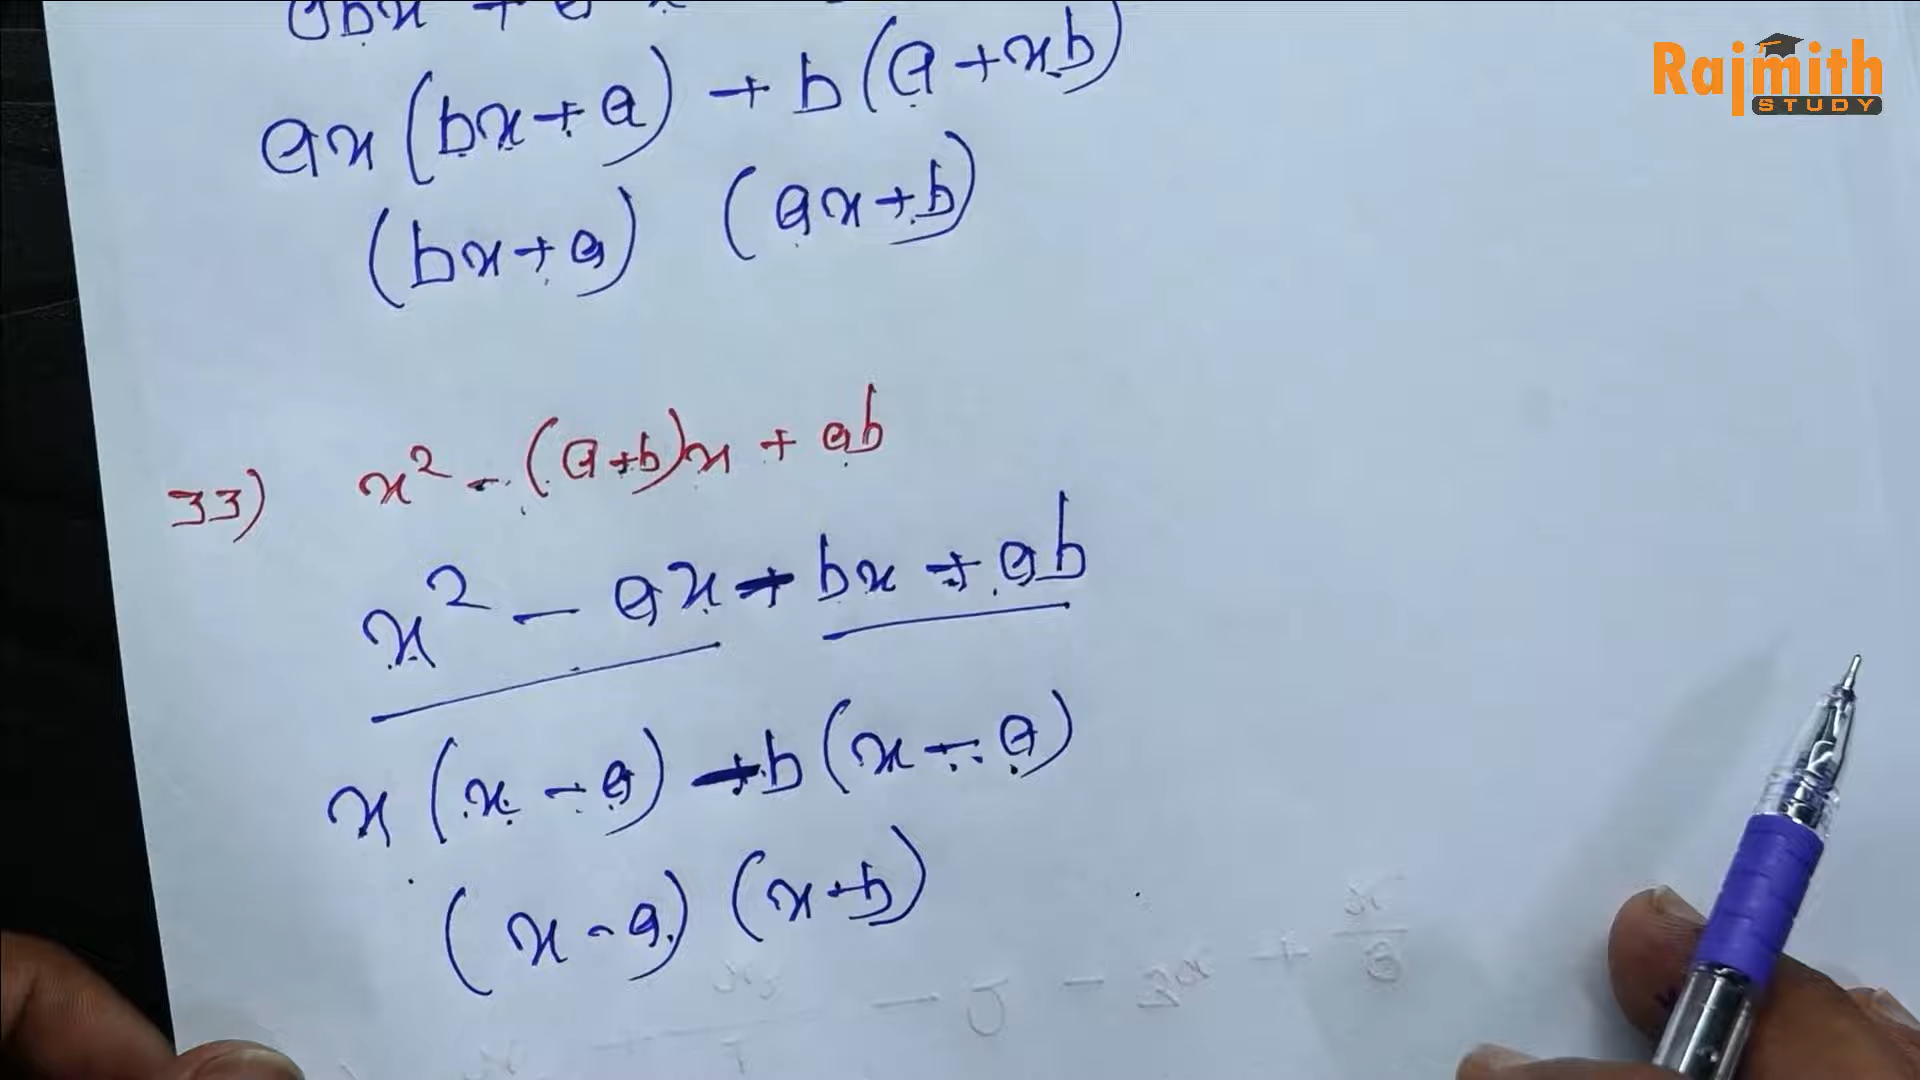 Rajmith
STUDY
ax (bx + a) + b (a + xb)
(bx + a) (ax + b)
33) x² - (a+b)x + ab
x² - ax - bx + ab
x (x - a) - b (x - a)
(x - a) (x + b)